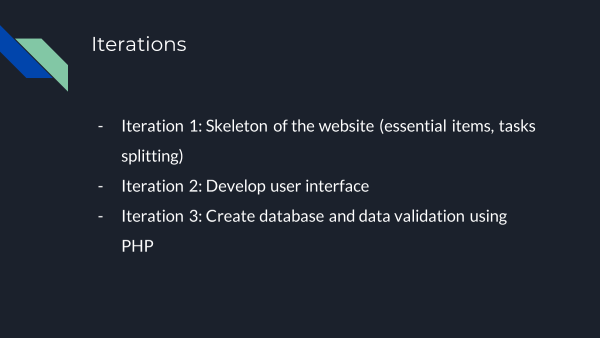 Iterations
- Iteration 1: Skeleton of the website (essential items, tasks
splitting)
- Iteration 2: Develop user interface
- Iteration 3: Create database and data validation using
PHP